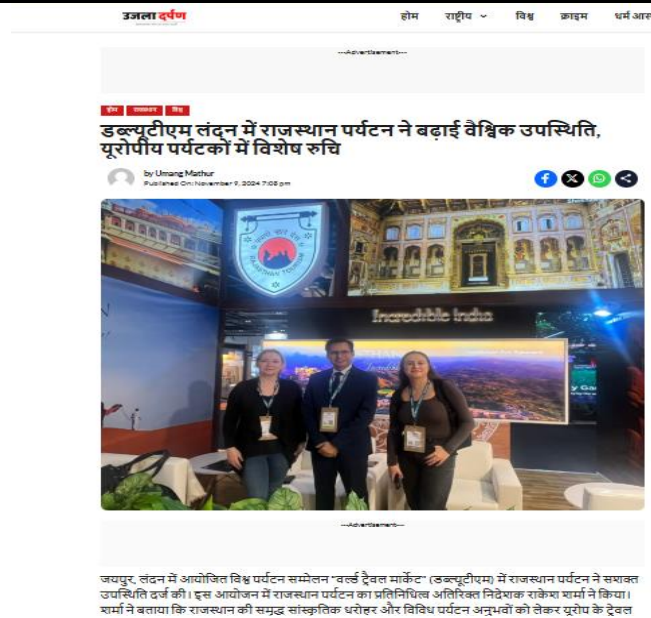 उजला दर्पण
होम राष्ट्रीय विश्व क्राइम धर्म आस
---Advertisement---
होम राजस्थान विश्व
डब्ल्यूटीएम लंदन में राजस्थान पर्यटन ने बढ़ाई वैश्विक उपस्थिति,
यूरोपीय पर्यटकों में विशेष रुचि
by Umang Mathur
Published On: November 9, 2024 7:08 pm
RAJASTHAN TOURISM
Incredible India
---Advertisement---
जयपुर, लंदन में आयोजित विश्व पर्यटन सम्मेलन "वर्ल्ड ट्रैवल मार्केट" (डब्ल्यूटीएम) में राजस्थान पर्यटन ने सशक्त
उपस्थिति दर्ज की। इस आयोजन में राजस्थान पर्यटन का प्रतिनिधित्व अतिरिक्त निदेशक राकेश शर्मा ने किया।
शर्मा ने बताया कि राजस्थान की समृद्ध सांस्कृतिक धरोहर और विविध पर्यटन अनुभवों को लेकर यूरोप के ट्रेवल